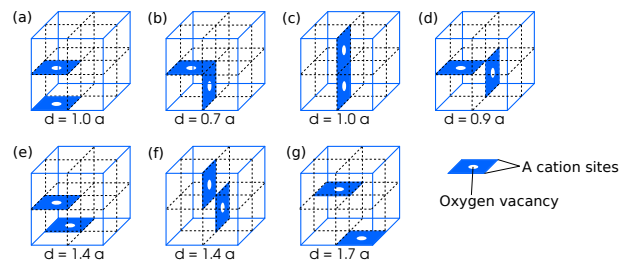 (a) (b) (c) (d)
d = 1.0 a d = 0.7 a d = 1.0 a d = 0.9 a
(e) (f) (g)
A cation sites
Oxygen vacancy
d = 1.4 a d = 1.4 a d = 1.7 a